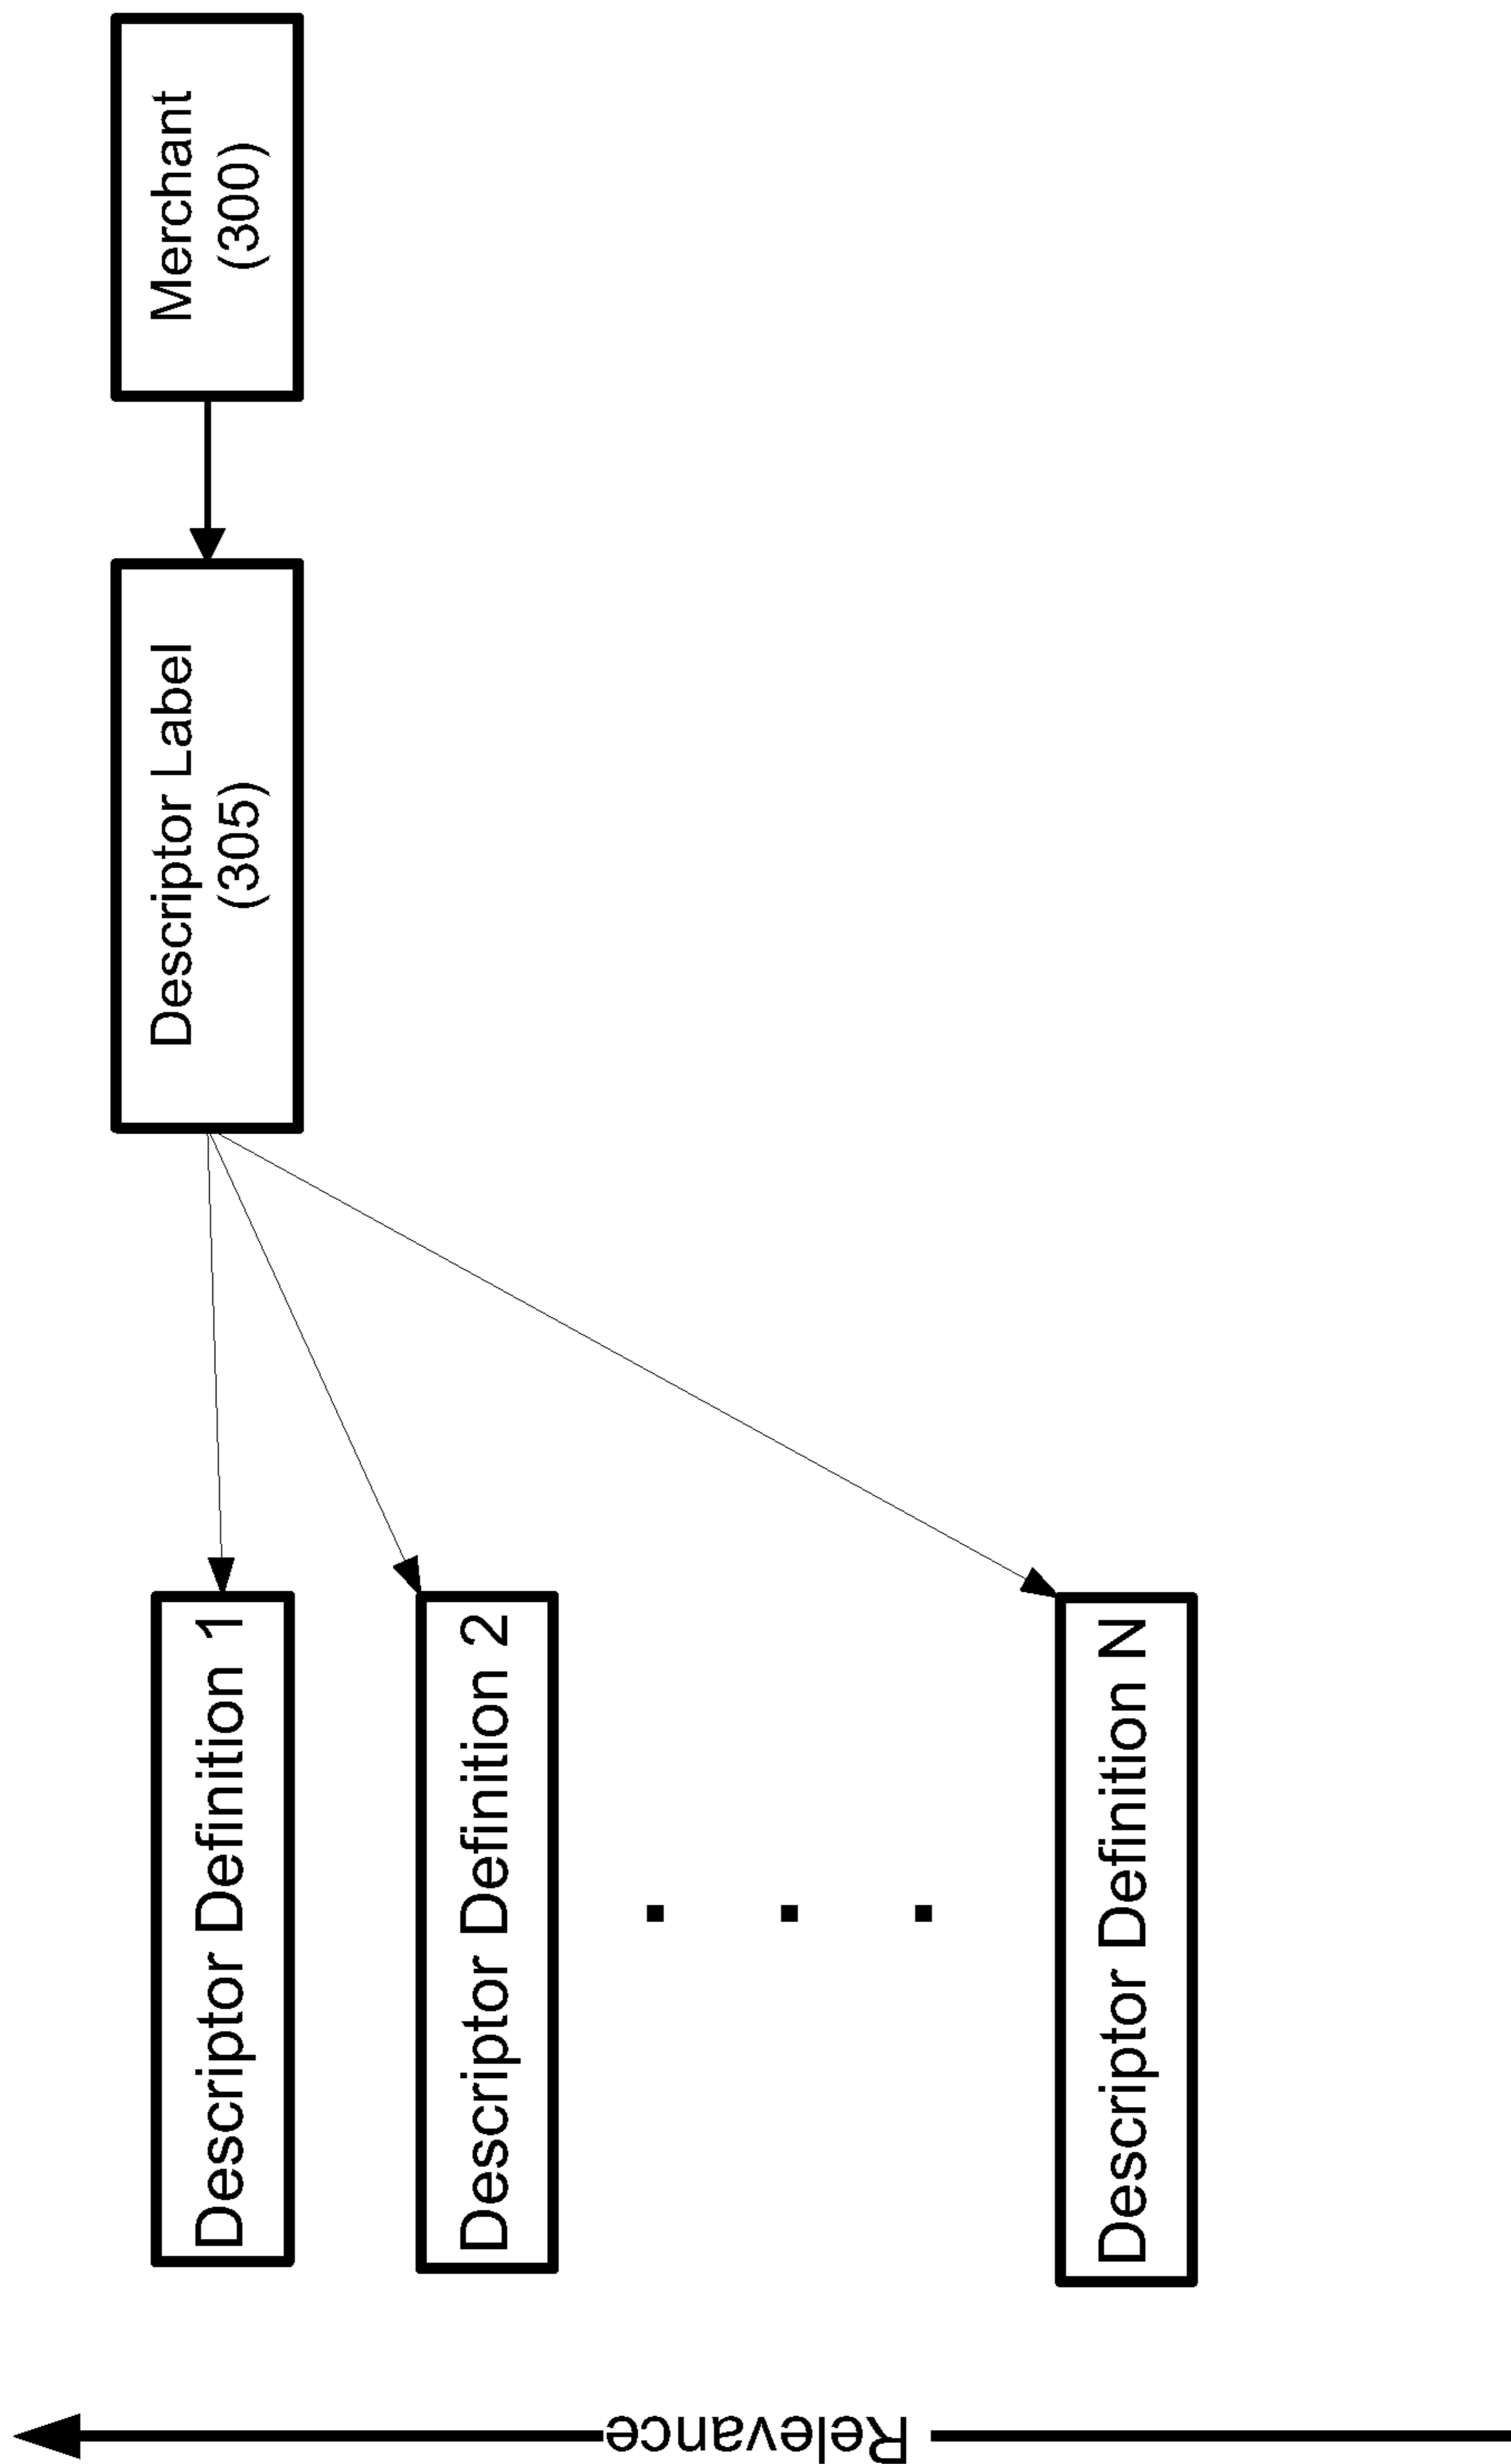 Merchant
(300)
Descriptor Label
(305)
Descriptor Definition 1
Descriptor Definition 2
. . .
Descriptor Definition N
Relevance